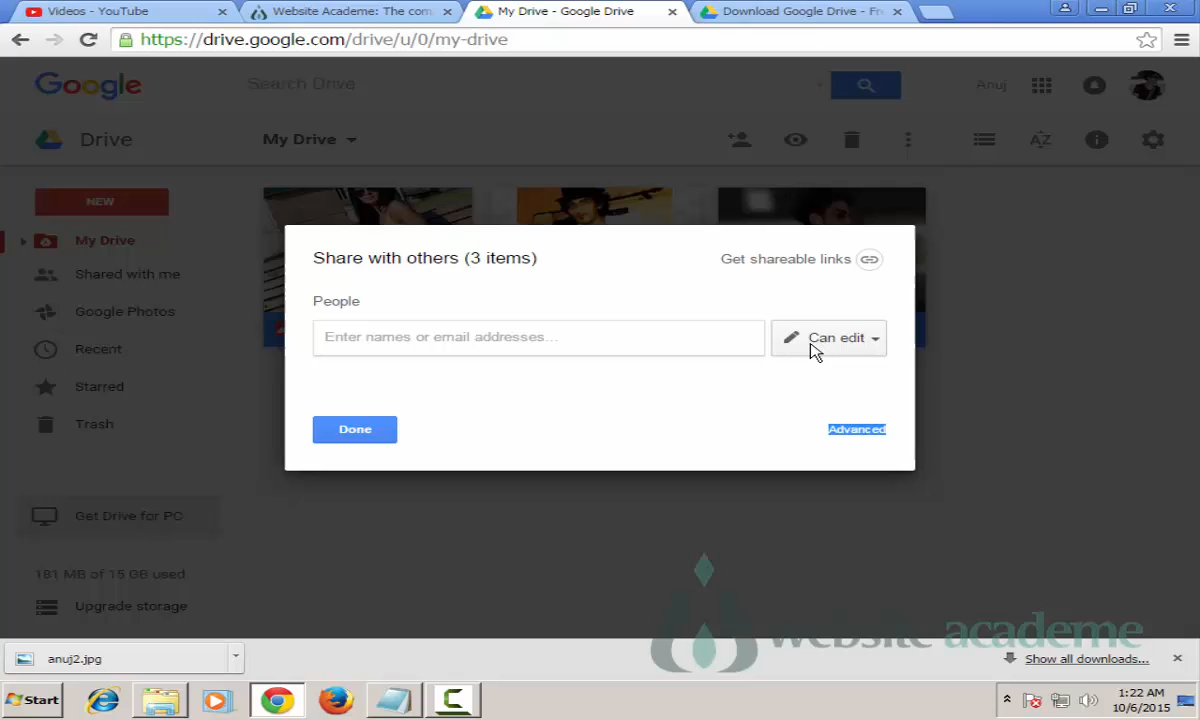 Videos - YouTube
Website Academe: The com
My Drive - Google Drive
Download Google Drive - Fr
https://drive.google.com/drive/u/0/my-drive
Google
Search Drive
Anuj
Drive
My Drive
AZ
NEW
My Drive
Shared with me
Google Photos
Recent
Starred
Trash
Get Drive for PC
181 MB of 15 GB used
Upgrade storage
Share with others (3 items)
Get shareable links
People
Enter names or email addresses...
Can edit
Done
Advanced
website academe
anuj2.jpg
Show all downloads...
Start
1:22 AM
10/6/2015